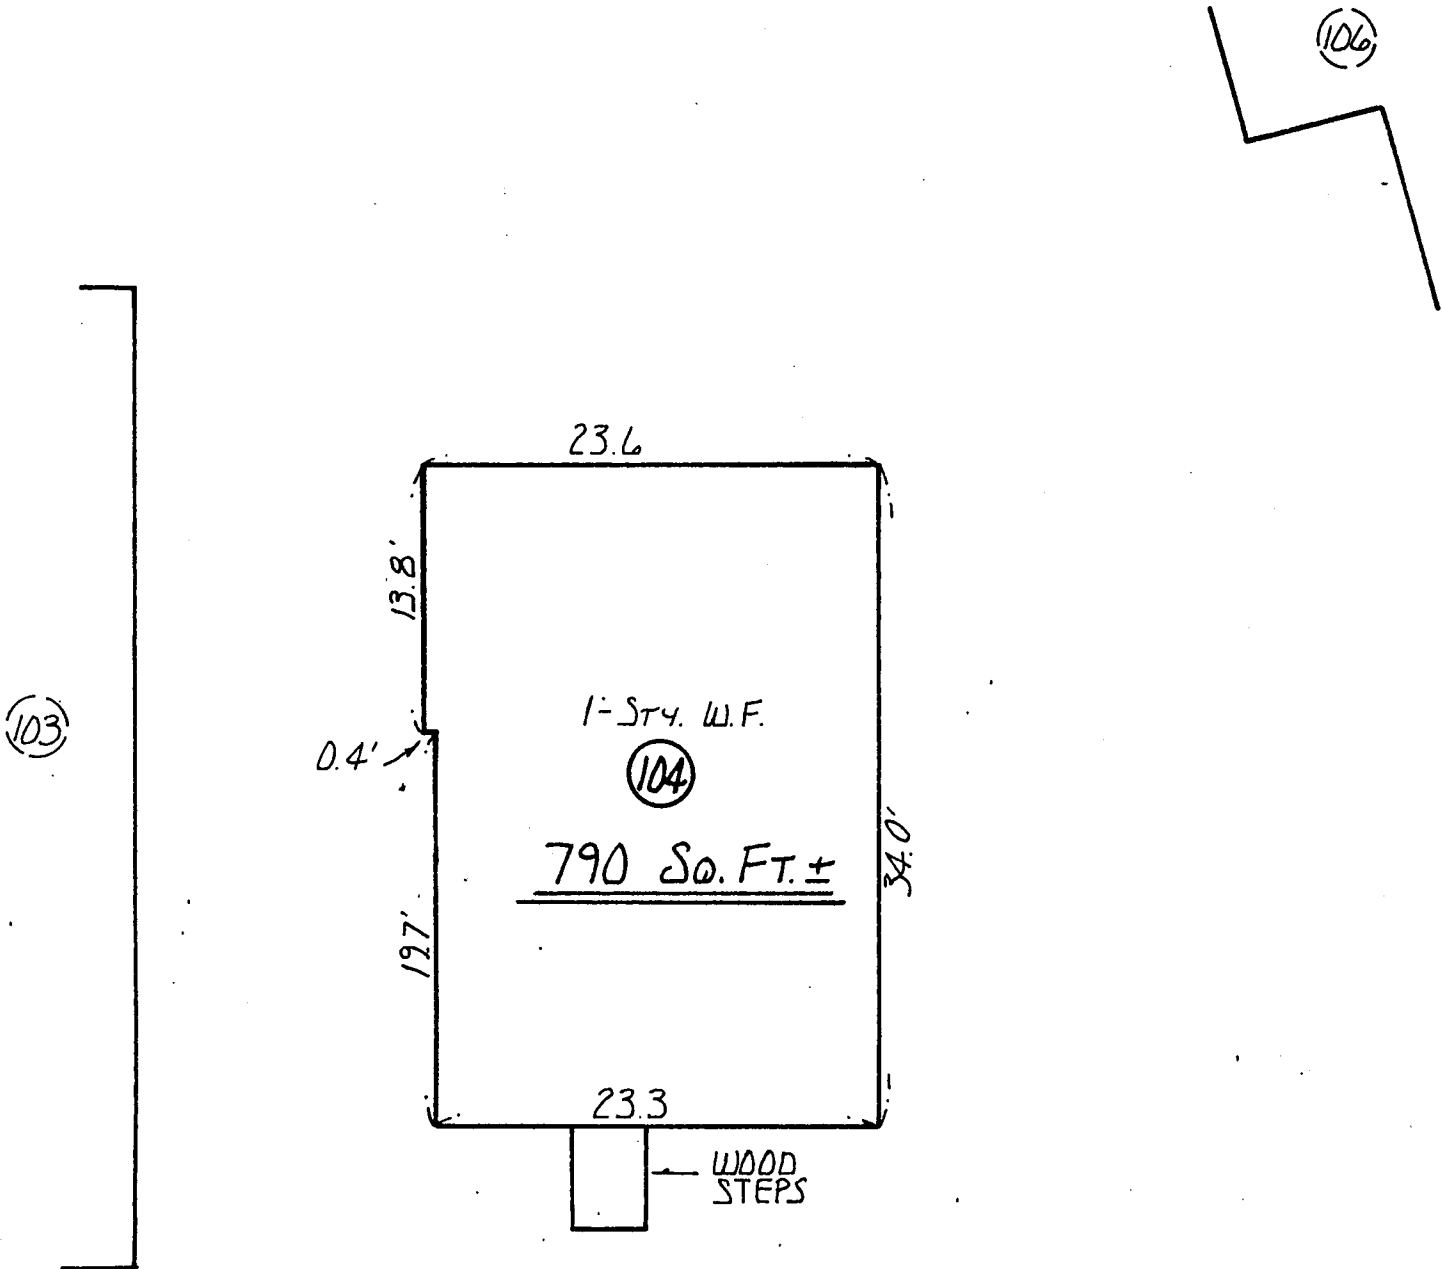 106
23.6
13.8'
103
1-STY. W.F.
0.4'
104
790 SQ. FT. ±
34.0'
19.7'
23.3
WOOD
STEPS